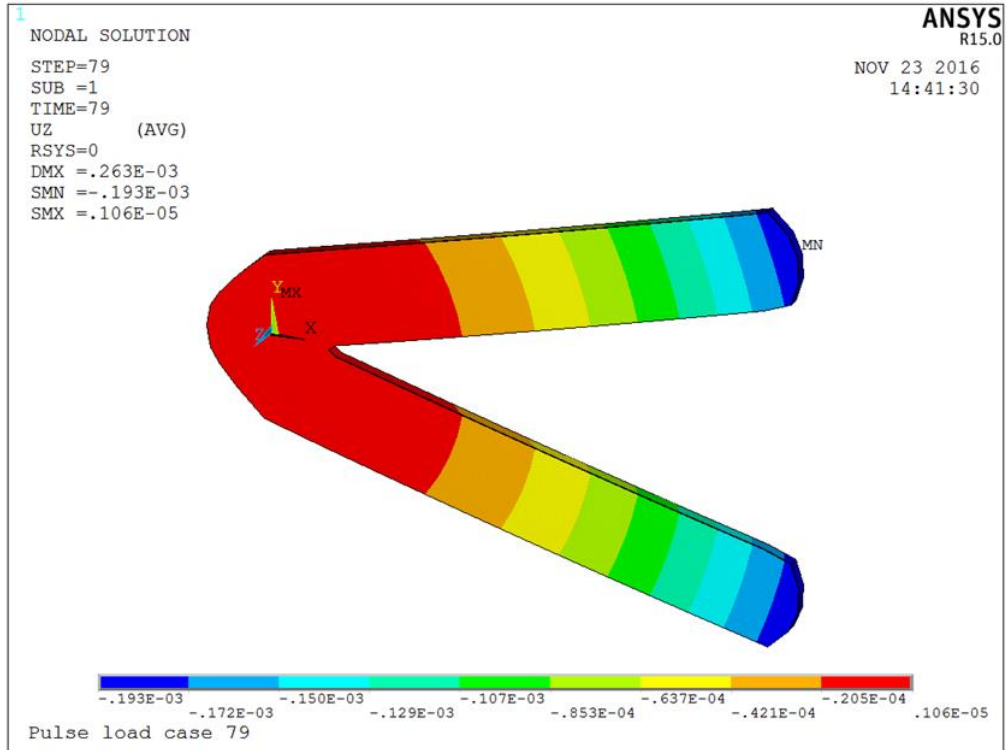 1
ANSYS
R15.0
NODAL SOLUTION
STEP=79
SUB =1
TIME=79
UZ (AVG)
RSYS=0
DMX =.263E-03
SMN =-.193E-03
SMX =.106E-05
NOV 23 2016
14:41:30
MN
Y
MX
Z
X
-.193E-03 -.150E-03 -.107E-03 -.637E-04 -.205E-04
-.172E-03 -.129E-03 -.853E-04 -.421E-04 .106E-05
Pulse load case 79